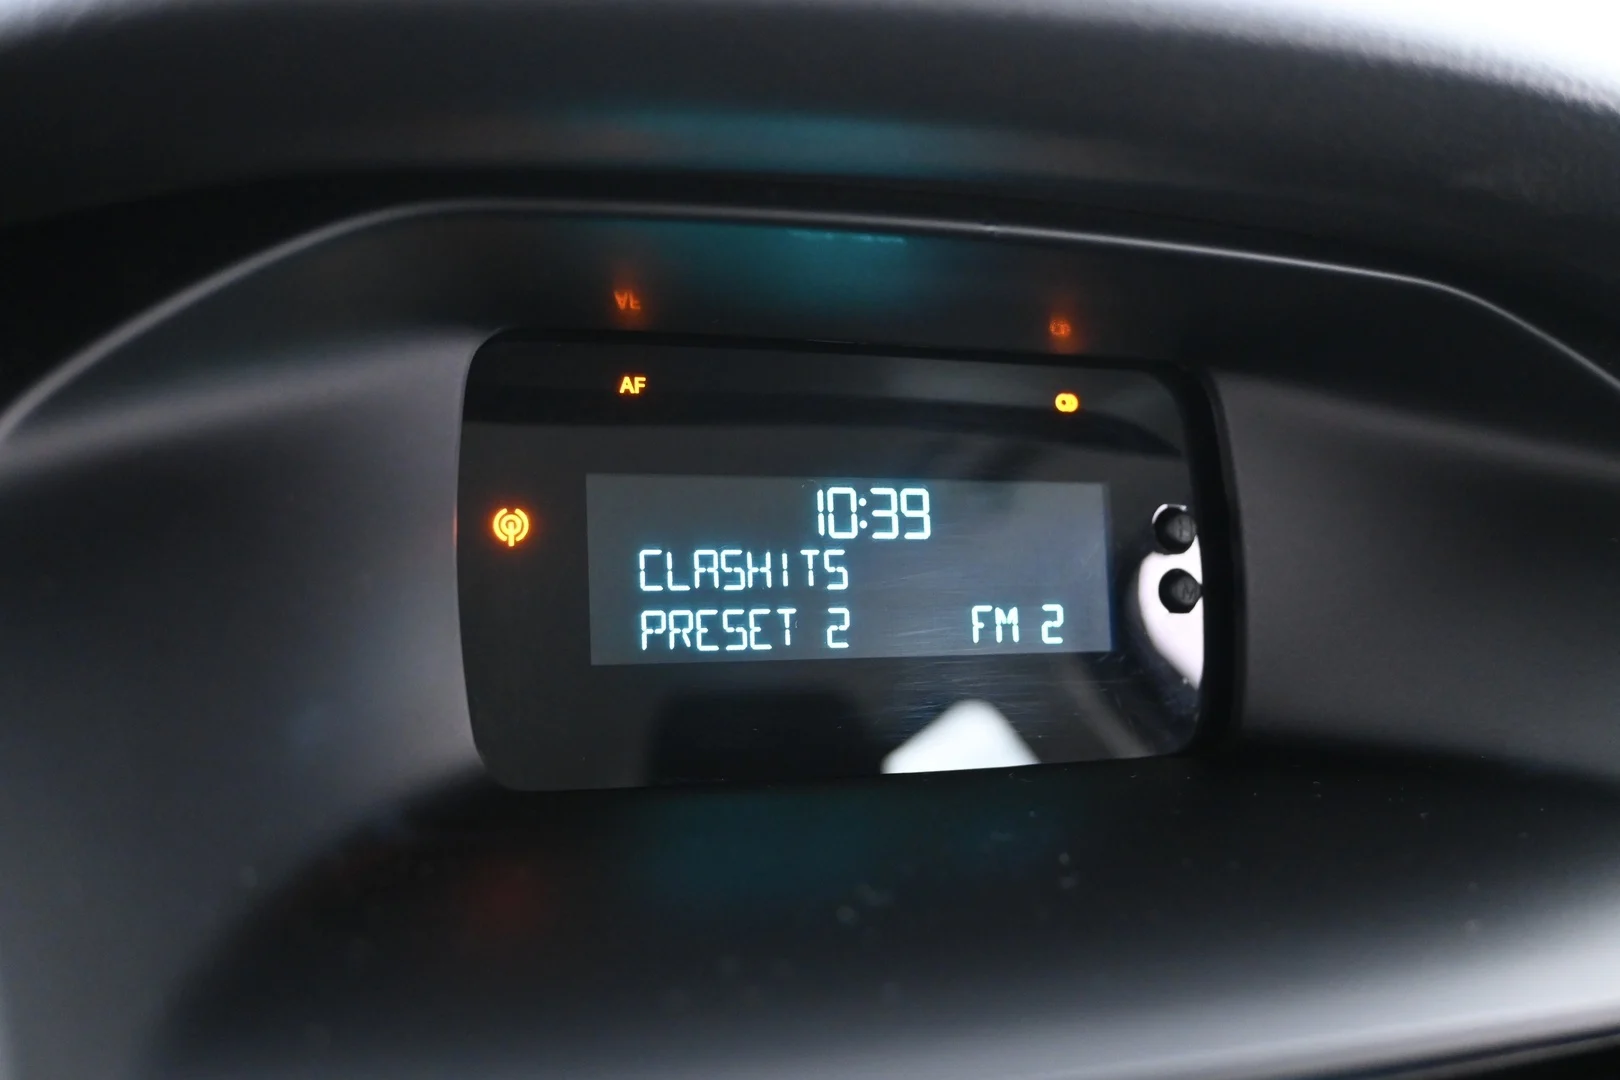 AF
10:39
CLASHITS
PRESET 2 FM 2